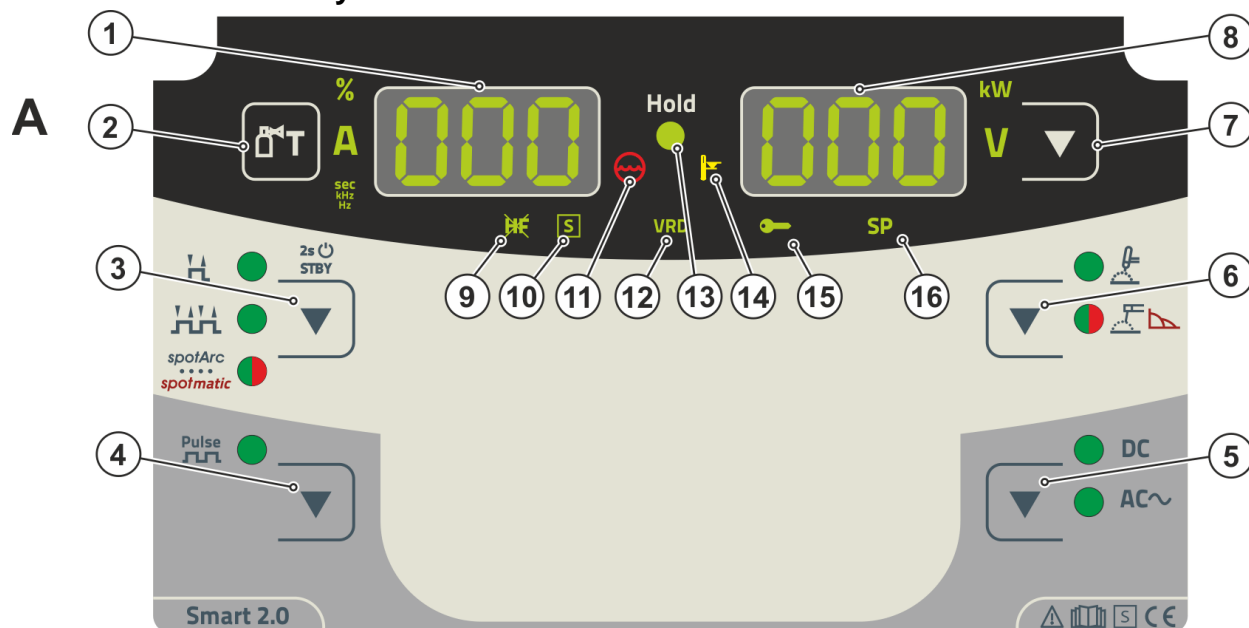 1
8
A
2
T
%
A
sec
kHz
Hz
000
Hold
000
kW
V
7
HF
S
VRD
SP
3
2s
STBY
9
10
11
12
13
14
15
16
6
spotArc
spotmatic
4
Pulse
DC
AC~
5
Smart 2.0
S CE